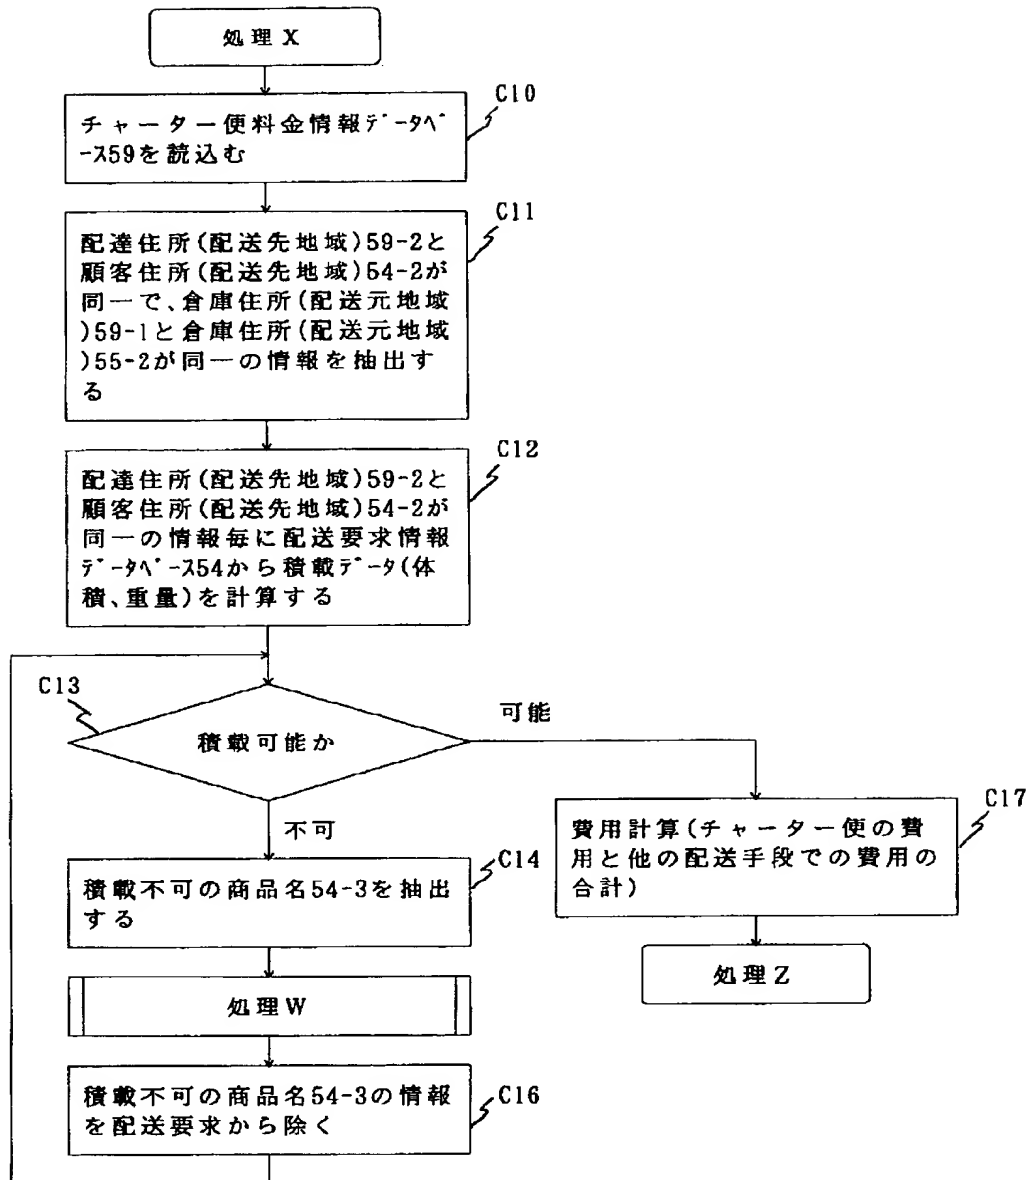 処理X
C10
チャーター便料金情報データベ
ース59を読込む
C11
配達住所(配送先地域)59-2と
顧客住所(配送先地域)54-2が
同一で、倉庫住所(配送元地域
)59-1と倉庫住所(配送元地域
)55-2が同一の情報を抽出す
る
C12
配達住所(配送先地域)59-2と
顧客住所(配送先地域)54-2が
同一の情報毎に配送要求情報
データベース54から積載データ(体
積、重量)を計算する
C13
積載可能か
可能
不可
C14
積載不可の商品名54-3を抽出
する
処理W
C16
積載不可の商品名54-3の情報
を配送要求から除く
C17
費用計算(チャーター便の費
用と他の配送手段での費用の
合計)
処理Z